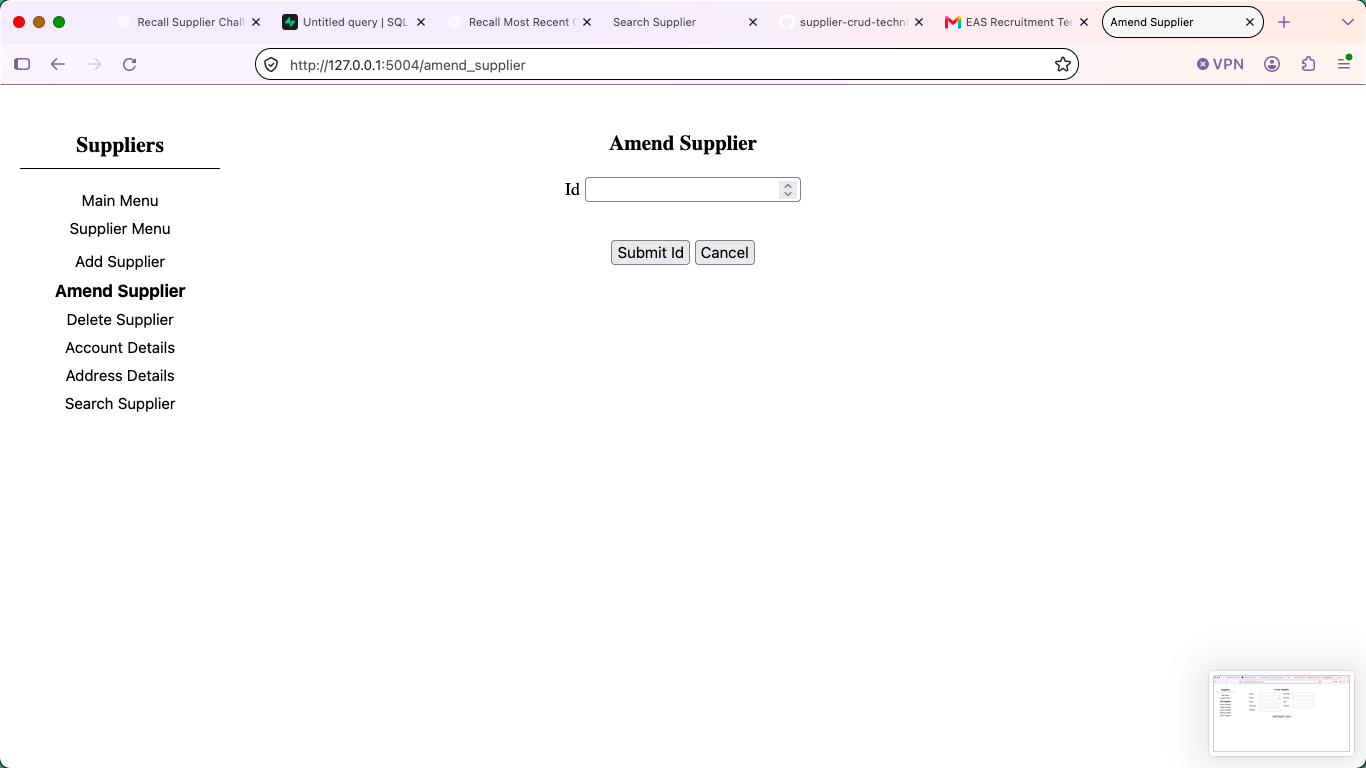 Recall Supplier Chall
Untitled query | SQL
Recall Most Recent
Search Supplier
supplier-crud-techni
EAS Recruitment Tec
Amend Supplier
http://127.0.0.1:5004/amend_supplier
VPN
Suppliers
Main Menu
Supplier Menu
Add Supplier
Amend Supplier
Delete Supplier
Account Details
Address Details
Search Supplier
Amend Supplier
Id
Submit Id Cancel